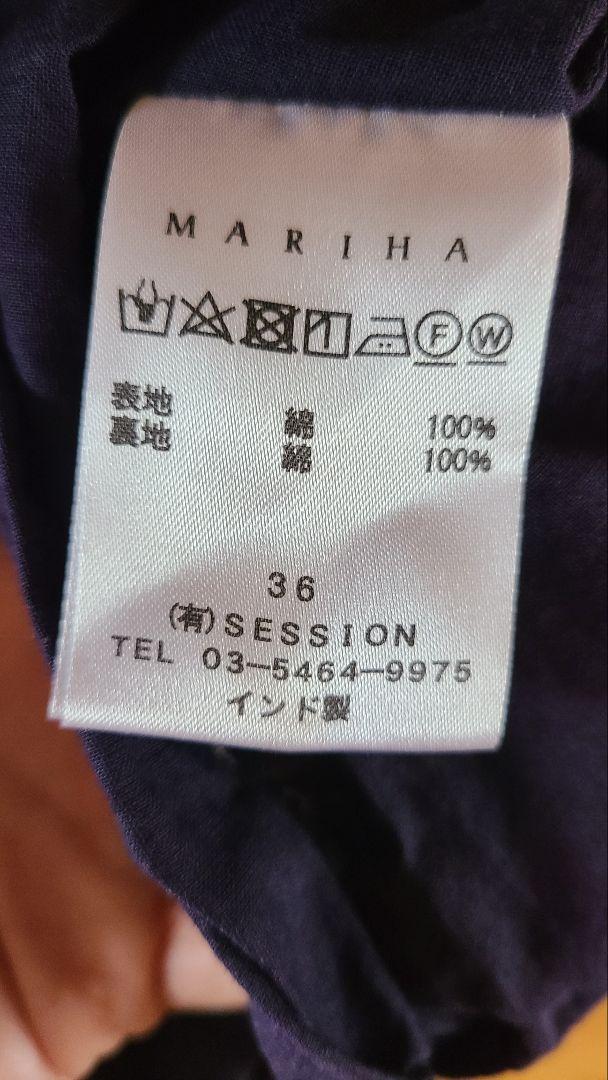 MARIHA
F W
表地 綿 100%
裏地 綿 100%
36
(有)SESSION
TEL 03-5464-9975
インド製